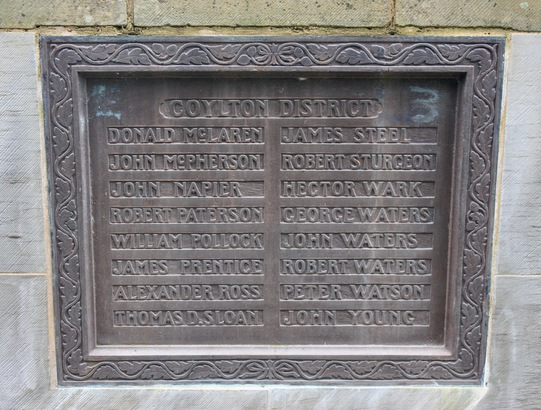 COYLTON DISTRICT
DONALD McLAREN
JOHN McPHERSON
JOHN NAPIER
ROBERT PATERSON
WILLIAM POLLOCK
JAMES PRENTICE
ALEXANDER ROSS
THOMAS D. SLOAN
JAMES STEEL
ROBERT STURGEON
HECTOR WARK
GEORGE WATERS
JOHN WATERS
ROBERT WATERS
PETER WATSON
JOHN YOUNG